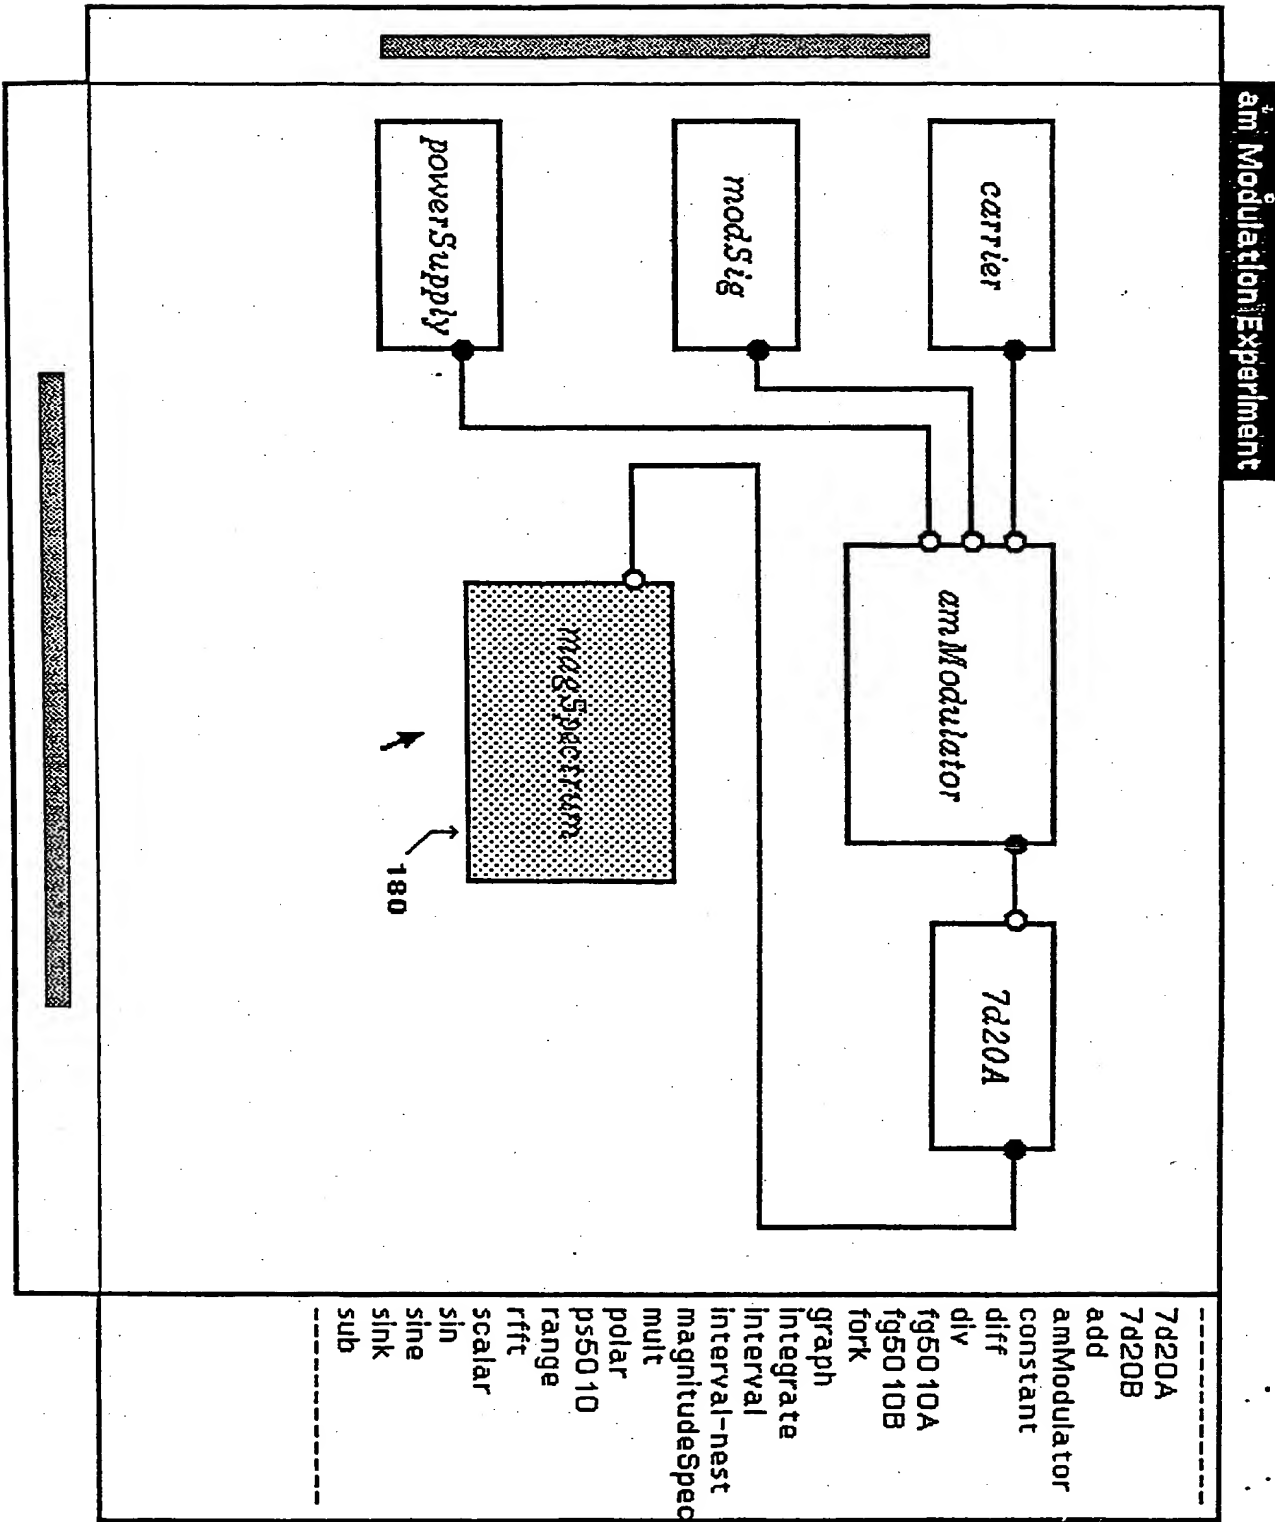 am Modulation Experiment
carrier
modSig
powerSupply
amModulator
7d20A
magSpectrum
180
------------
7d20A
7d20B
add
amModulator
constant
diff
div
fg5010A
fg5010B
fork
graph
integrate
interval
interval-nest
magnitudeSpec
mult
polar
ps5010
range
rfft
scalar
sin
sine
sink
sub
------------